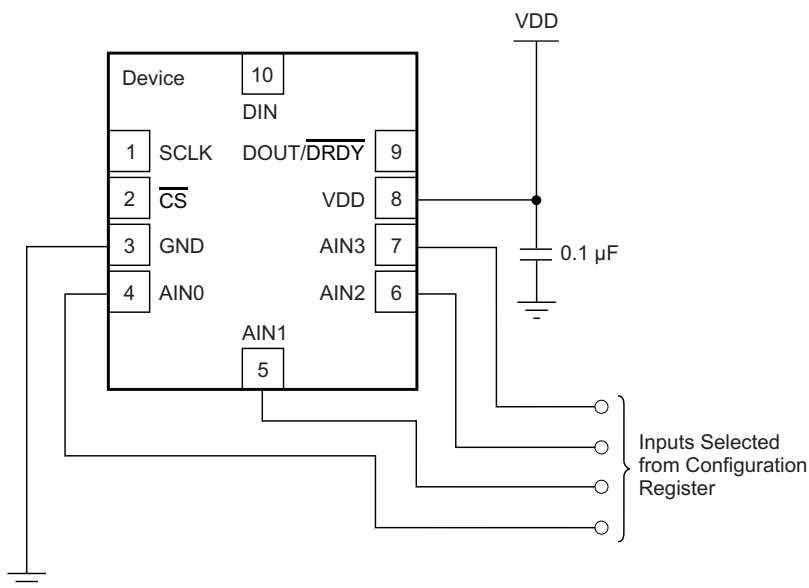 VDD
Device
10
DIN
1 SCLK DOUT/DRDY 9
2 CS VDD 8
3 GND AIN3 7
0.1 µF
4 AIN0 AIN2 6
AIN1
5
Inputs Selected
from Configuration
Register